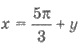 x = 5π/3 + y